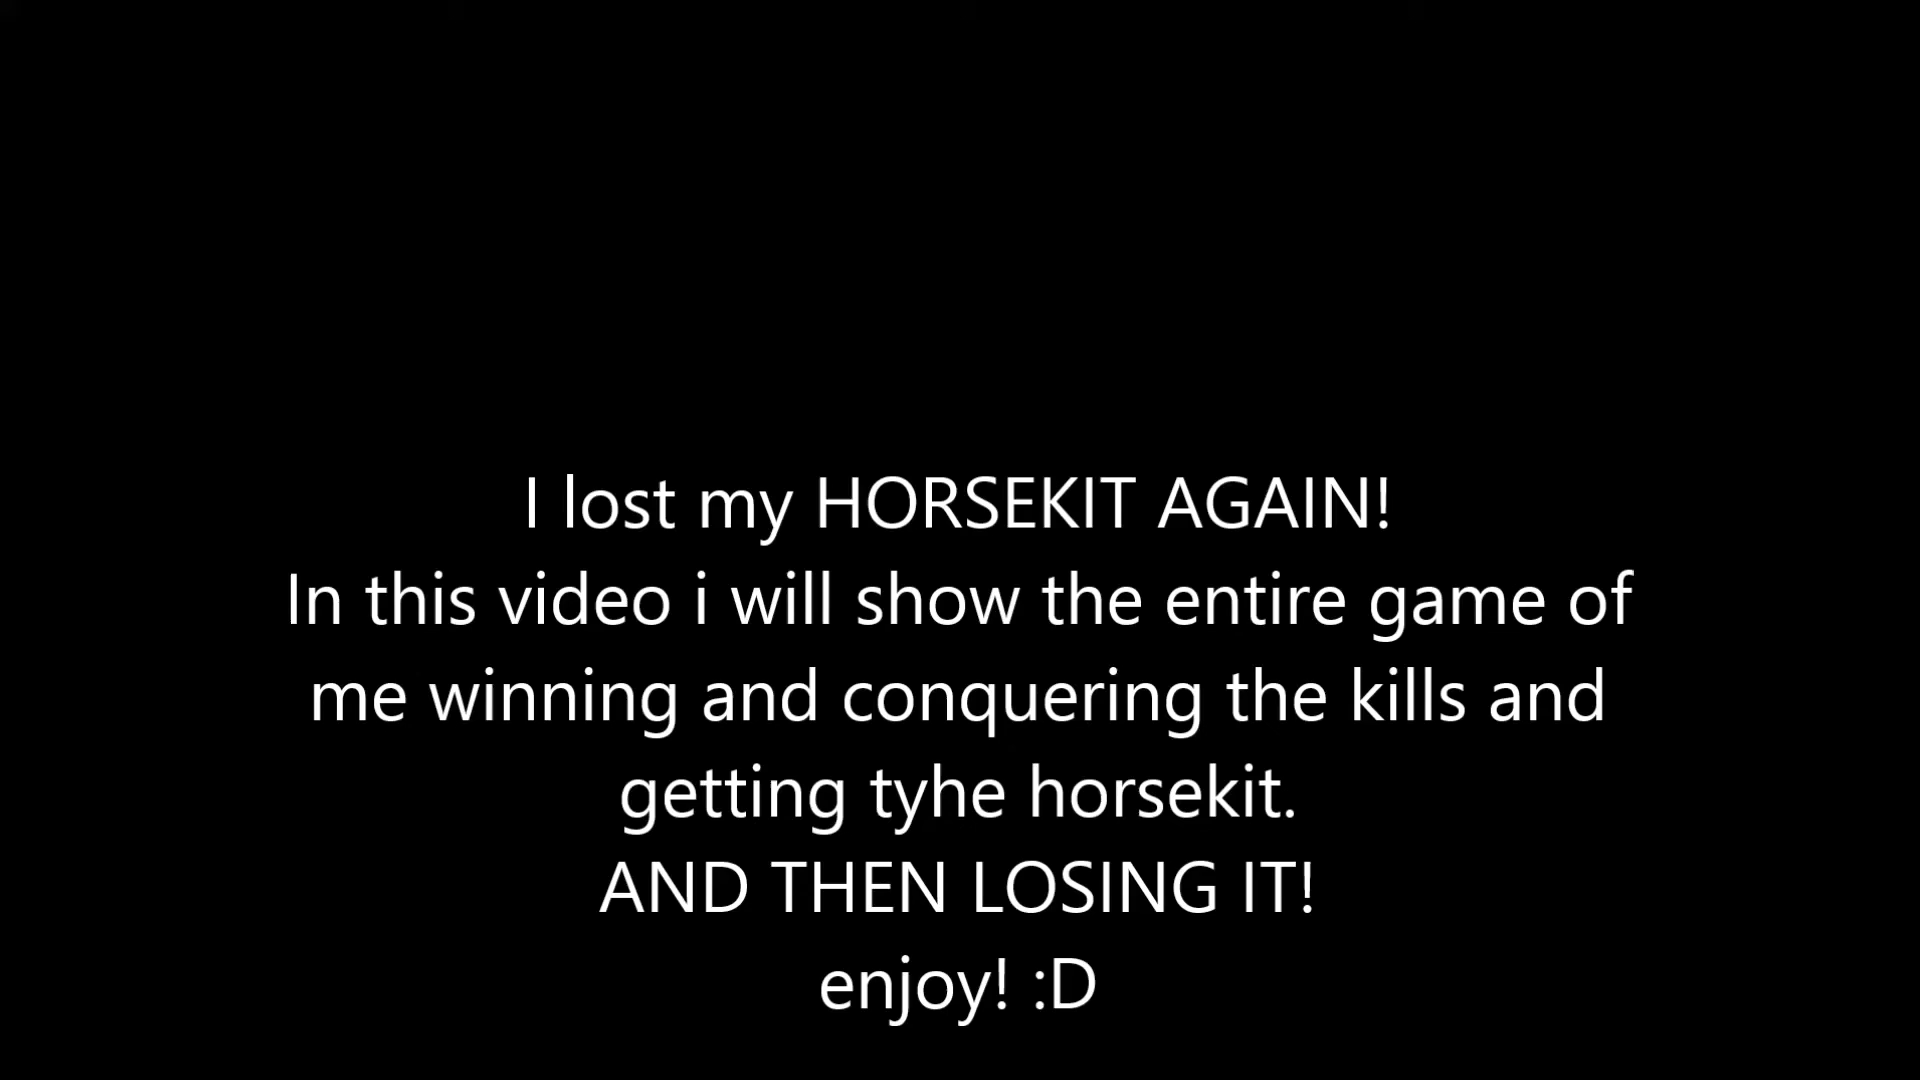 I lost my HORSEKIT AGAIN!
In this video i will show the entire game of
me winning and conquering the kills and
getting tyhe horsekit.
AND THEN LOSING IT!
enjoy! :D